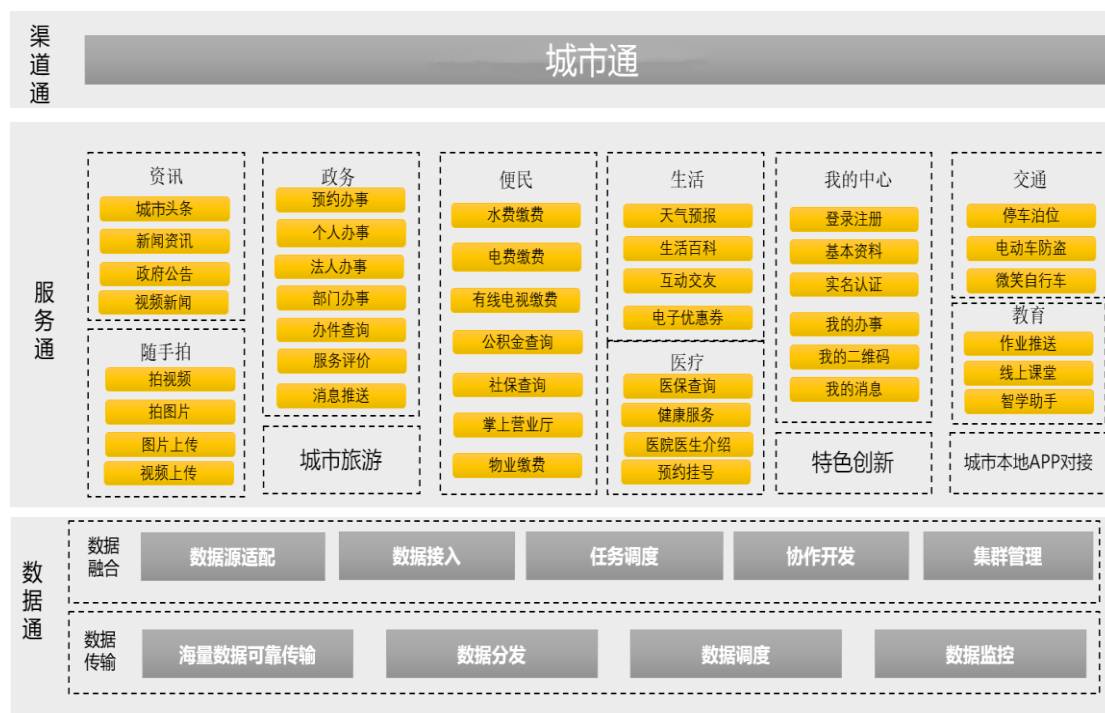 渠道通
城市通
服务通
资讯
城市头条
新闻资讯
政府公告
视频新闻
随手拍
拍视频
拍图片
图片上传
视频上传
政务
预约办事
个人办事
法人办事
部门办事
办件查询
服务评价
消息推送
城市旅游
便民
水费缴费
电费缴费
有线电视缴费
公积金查询
社保查询
掌上营业厅
物业缴费
生活
天气预报
生活百科
互动交友
电子优惠券
医疗
医保查询
健康服务
医院医生介绍
预约挂号
我的中心
登录注册
基本资料
实名认证
我的办事
我的二维码
我的消息
特色创新
交通
停车泊位
电动车防盗
微笑自行车
教育
作业推送
线上课堂
智学助手
城市本地APP对接
数据通
数据
融合
数据源适配
数据接入
任务调度
协作开发
集群管理
数据
传输
海量数据可靠传输
数据分发
数据调度
数据监控